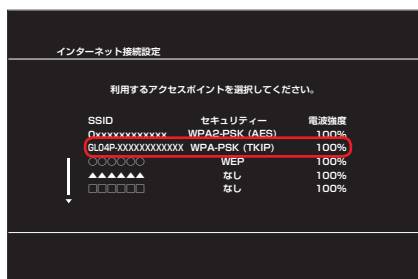 インターネット接続設定
利用するアクセスポイントを選択してください。
SSID セキュリティー 電波強度
0xxxxxxxxxxxx WPA2-PSK (AES) 100%
GL04P-XXXXXXXXXXXX WPA-PSK (TKIP) 100%
○○○○○○ WEP 100%
▲▲▲▲▲▲ なし 100%
□□□□□□ なし 100%